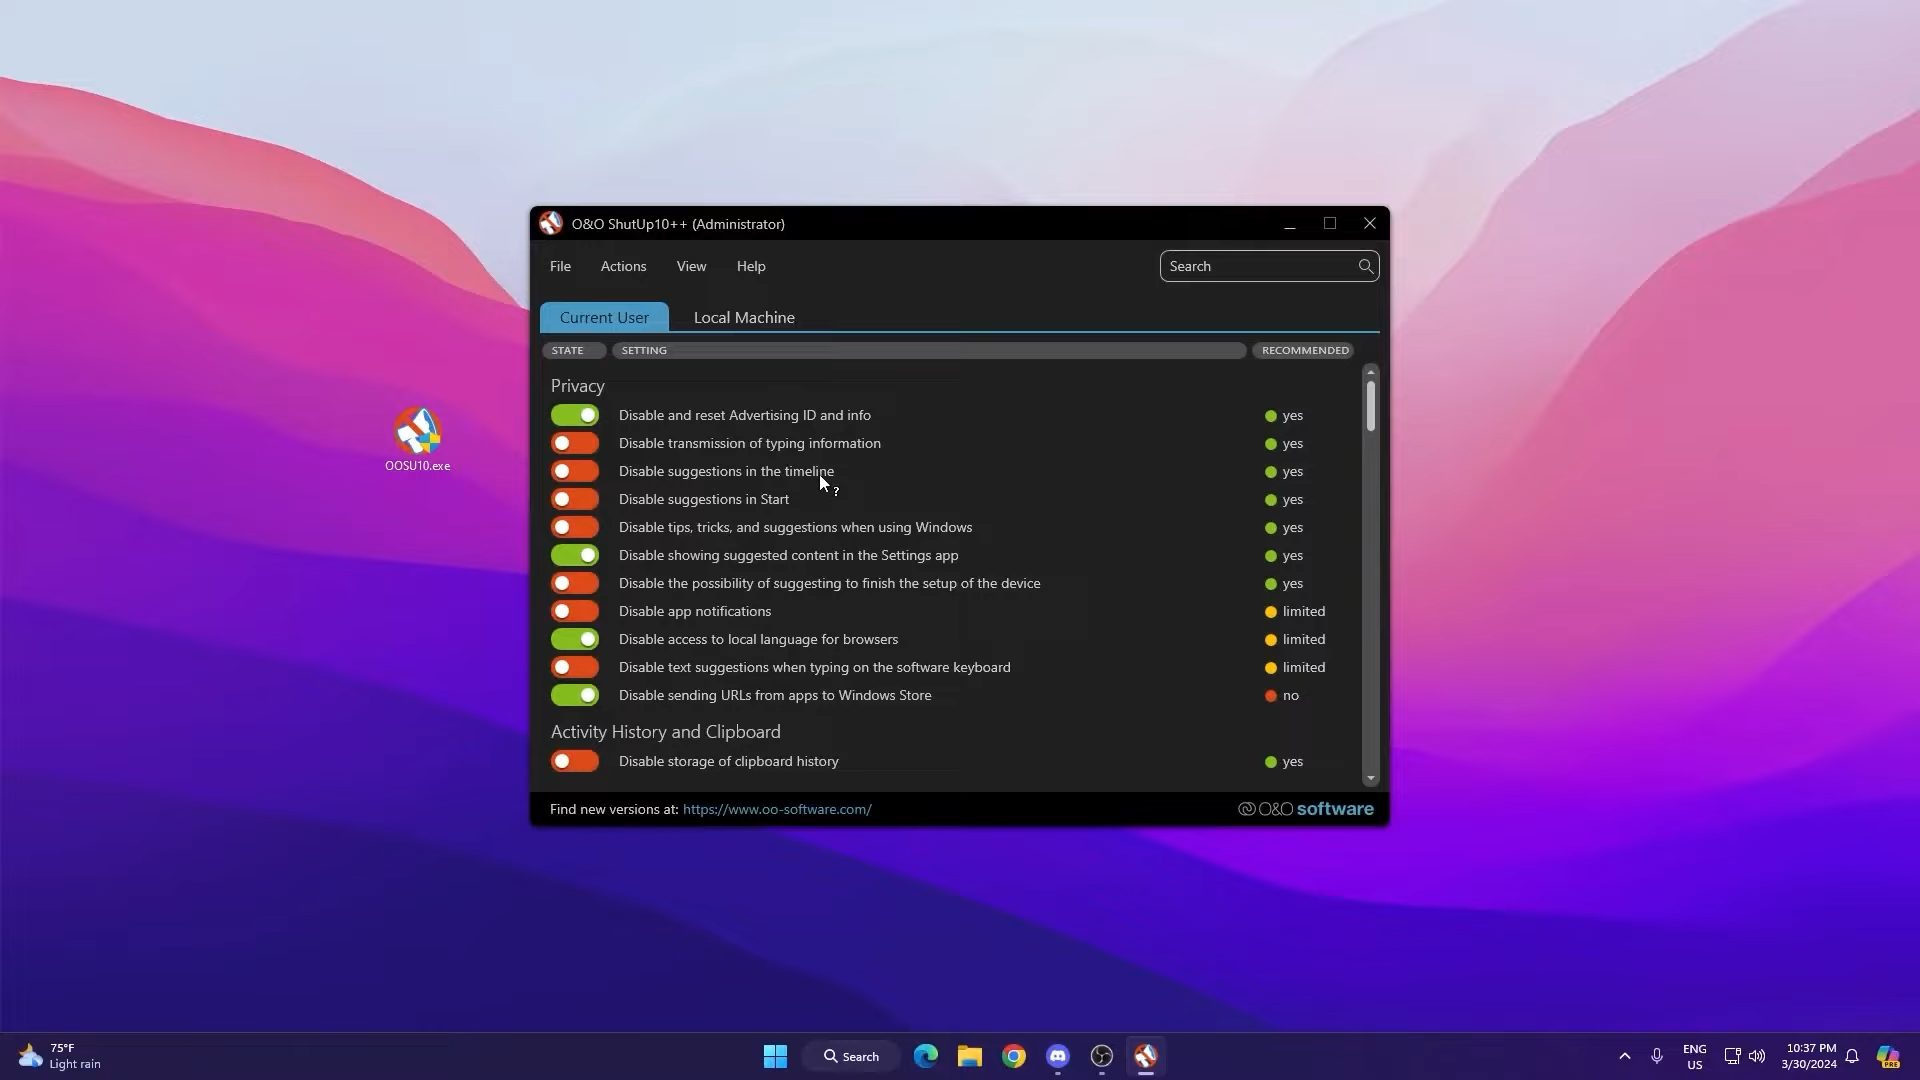 O&O ShutUp10++ (Administrator)
File Actions View Help
Search
Current User Local Machine
STATE SETTING RECOMMENDED
Privacy
Disable and reset Advertising ID and info yes
Disable transmission of typing information yes
Disable suggestions in the timeline yes
Disable suggestions in Start yes
Disable tips, tricks, and suggestions when using Windows yes
Disable showing suggested content in the Settings app yes
Disable the possibility of suggesting to finish the setup of the device yes
Disable app notifications limited
Disable access to local language for browsers limited
Disable text suggestions when typing on the software keyboard limited
Disable sending URLs from apps to Windows Store no
Activity History and Clipboard
Disable storage of clipboard history yes
Find new versions at: https://www.oo-software.com/
O&O software
OOSU10.exe
75°F
Light rain
Search
ENG
US
10:37 PM
3/30/2024
PRE